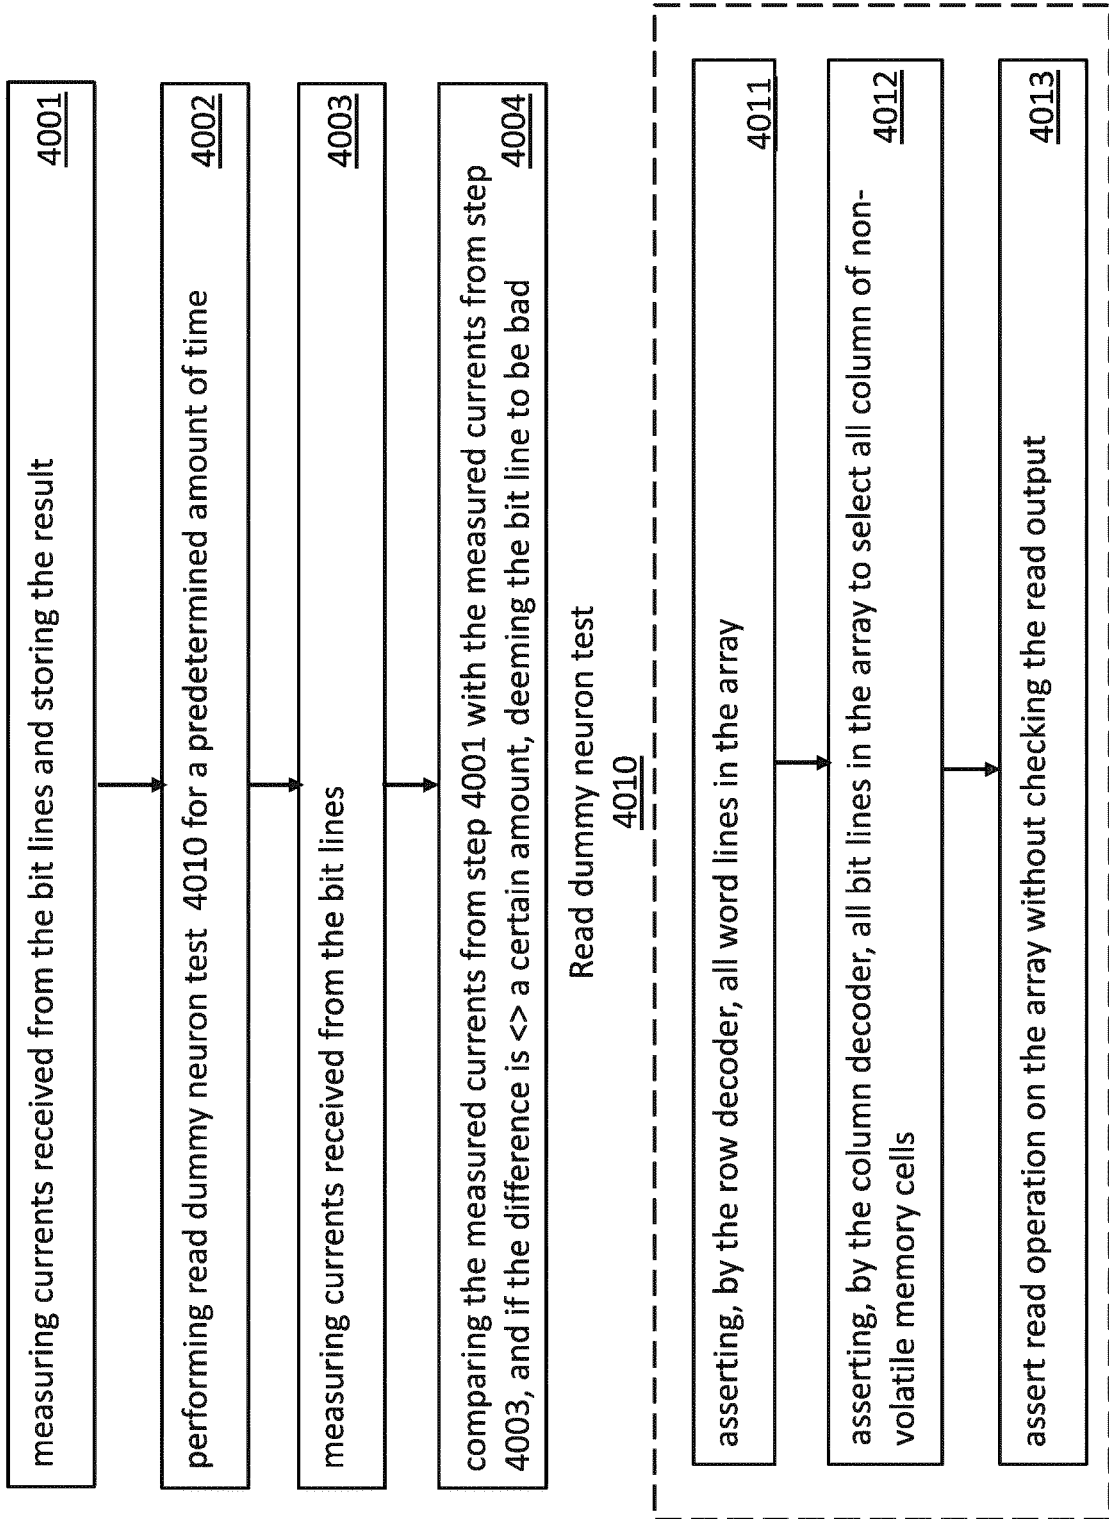 measuring currents received from the bit lines and storing the result
4001
performing read dummy neuron test 4010 for a predetermined amount of time
4002
measuring currents received from the bit lines
4003
comparing the measured currents from step 4001 with the measured currents from step
4003, and if the difference is <> a certain amount, deeming the bit line to be bad
4004
Read dummy neuron test
4010
asserting, by the row decoder, all word lines in the array
4011
asserting, by the column decoder, all bit lines in the array to select all column of non-
volatile memory cells
4012
assert read operation on the array without checking the read output
4013